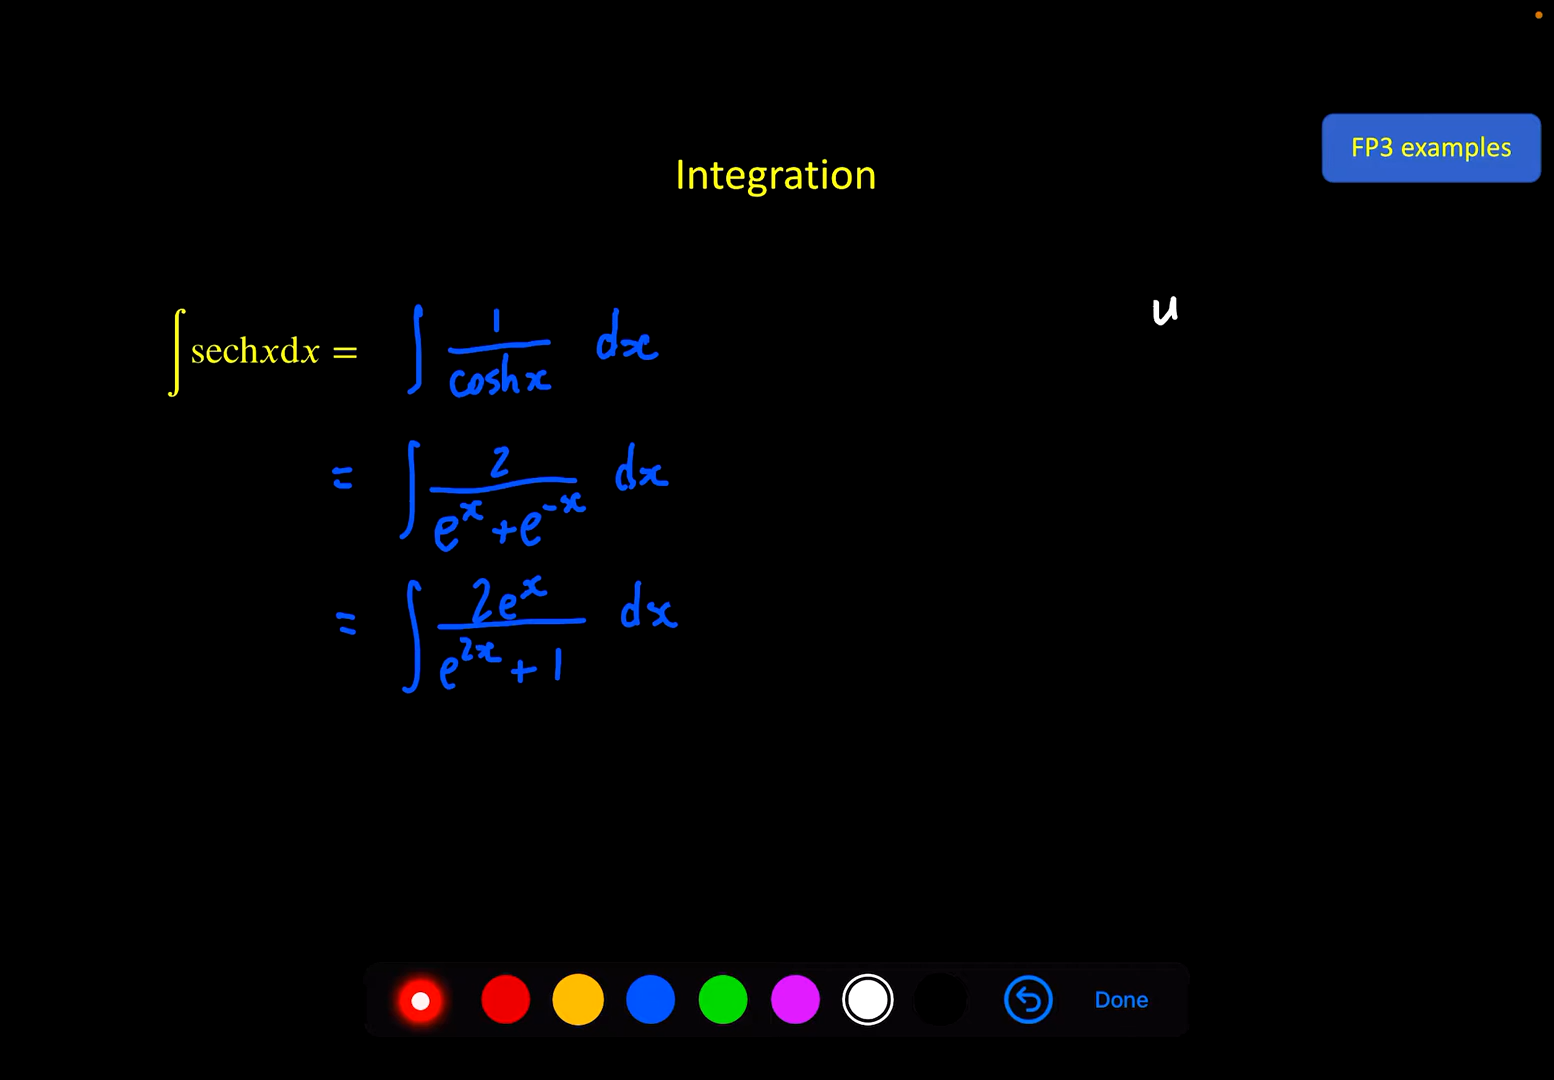 FP3 examples
Integration
∫ sechxdx = ∫ 1/coshx dx
u
= ∫ 2/(e^x + e^-x) dx
= ∫ 2e^x/(e^2x + 1) dx
Done